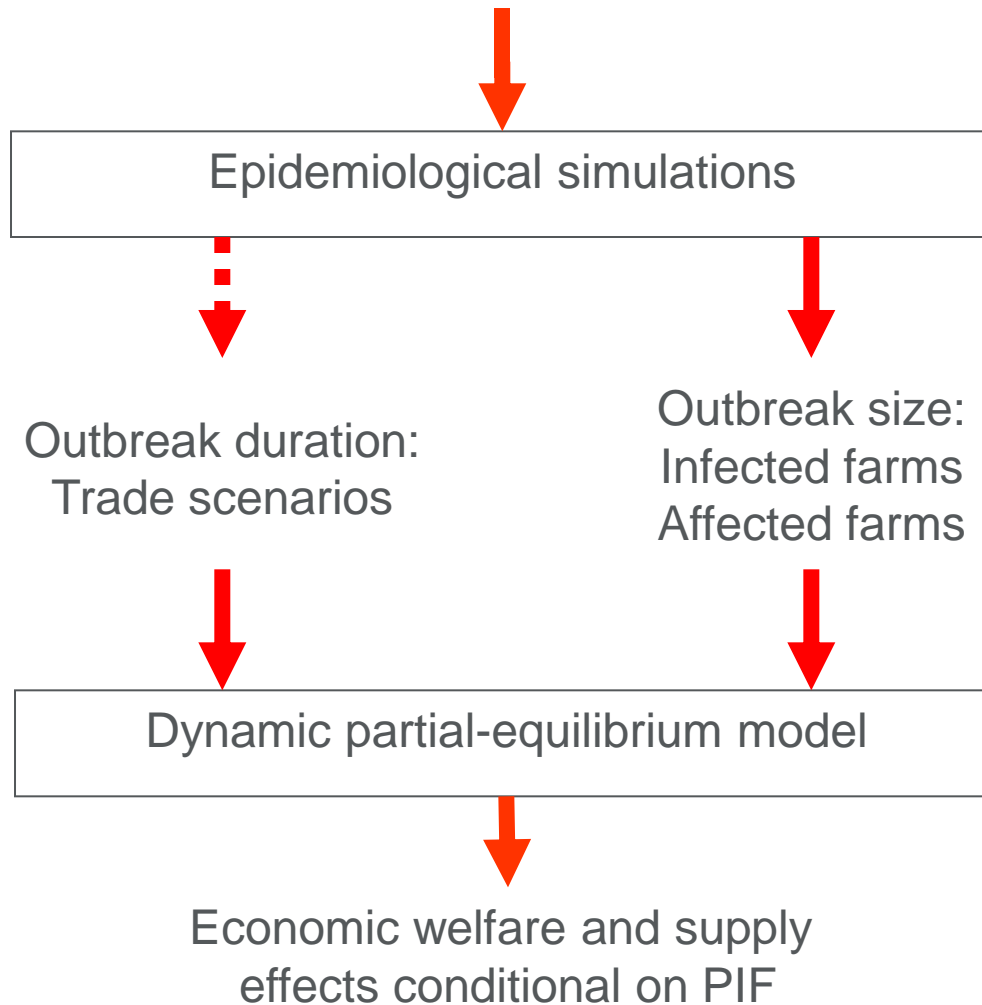 Epidemiological simulations
Outbreak duration:
Trade scenarios
Outbreak size:
Infected farms
Affected farms
Dynamic partial-equilibrium model
Economic welfare and supply
effects conditional on PIF